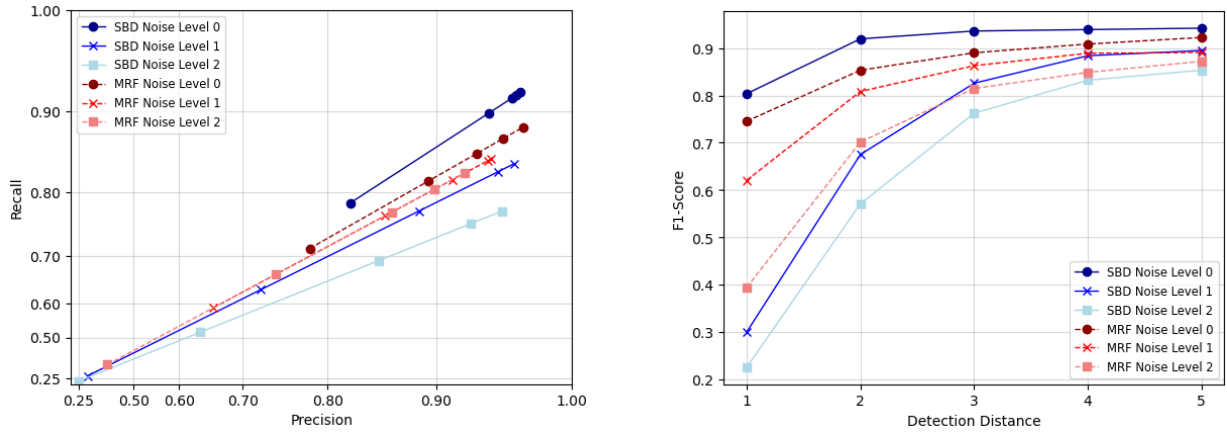 1.00
0.90
0.80
0.70
0.60
0.50
0.25
Recall
SBD Noise Level 0
SBD Noise Level 1
SBD Noise Level 2
MRF Noise Level 0
MRF Noise Level 1
MRF Noise Level 2
0.25 0.50 0.60 0.70 0.80 0.90 1.00
Precision
0.9
0.8
0.7
0.6
0.5
0.4
0.3
0.2
F1-Score
SBD Noise Level 0
SBD Noise Level 1
SBD Noise Level 2
MRF Noise Level 0
MRF Noise Level 1
MRF Noise Level 2
1 2 3 4 5
Detection Distance